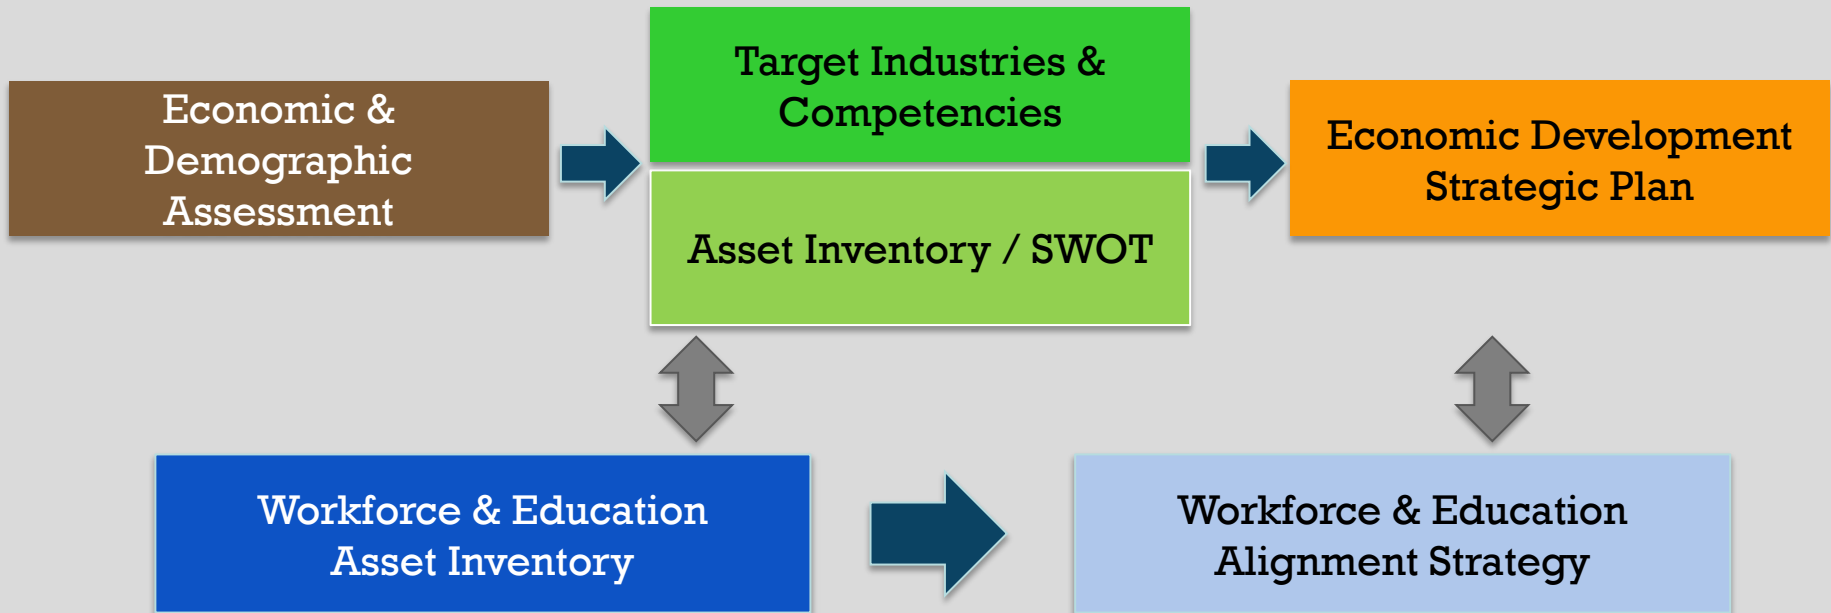 Economic &
Demographic
Assessment
Target Industries &
Competencies
Asset Inventory / SWOT
Economic Development
Strategic Plan
Workforce & Education
Asset Inventory
Workforce & Education
Alignment Strategy